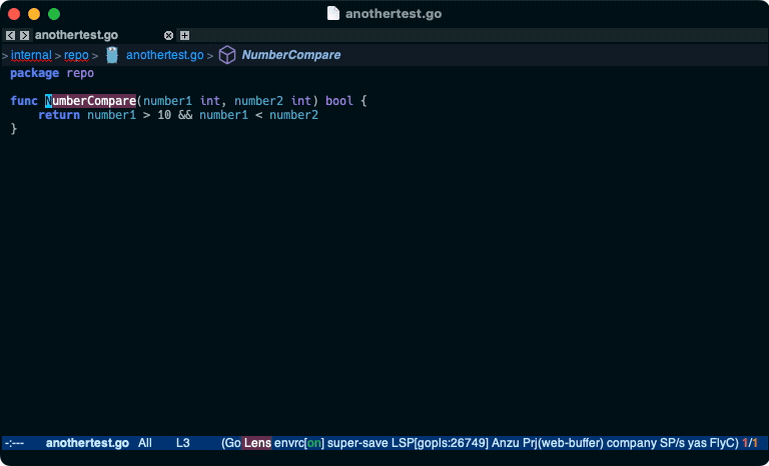 anothertest.go
anothertest.go
> internal > repo > anothertest.go > NumberCompare
package repo
func NumberCompare(number1 int, number2 int) bool {
return number1 > 10 && number1 < number2
}
-:--- anothertest.go All L3 (Go Lens envrc[on] super-save LSP[gopls:26749] Anzu Prj(web-buffer) company SP/s yas FlyC) 1/1